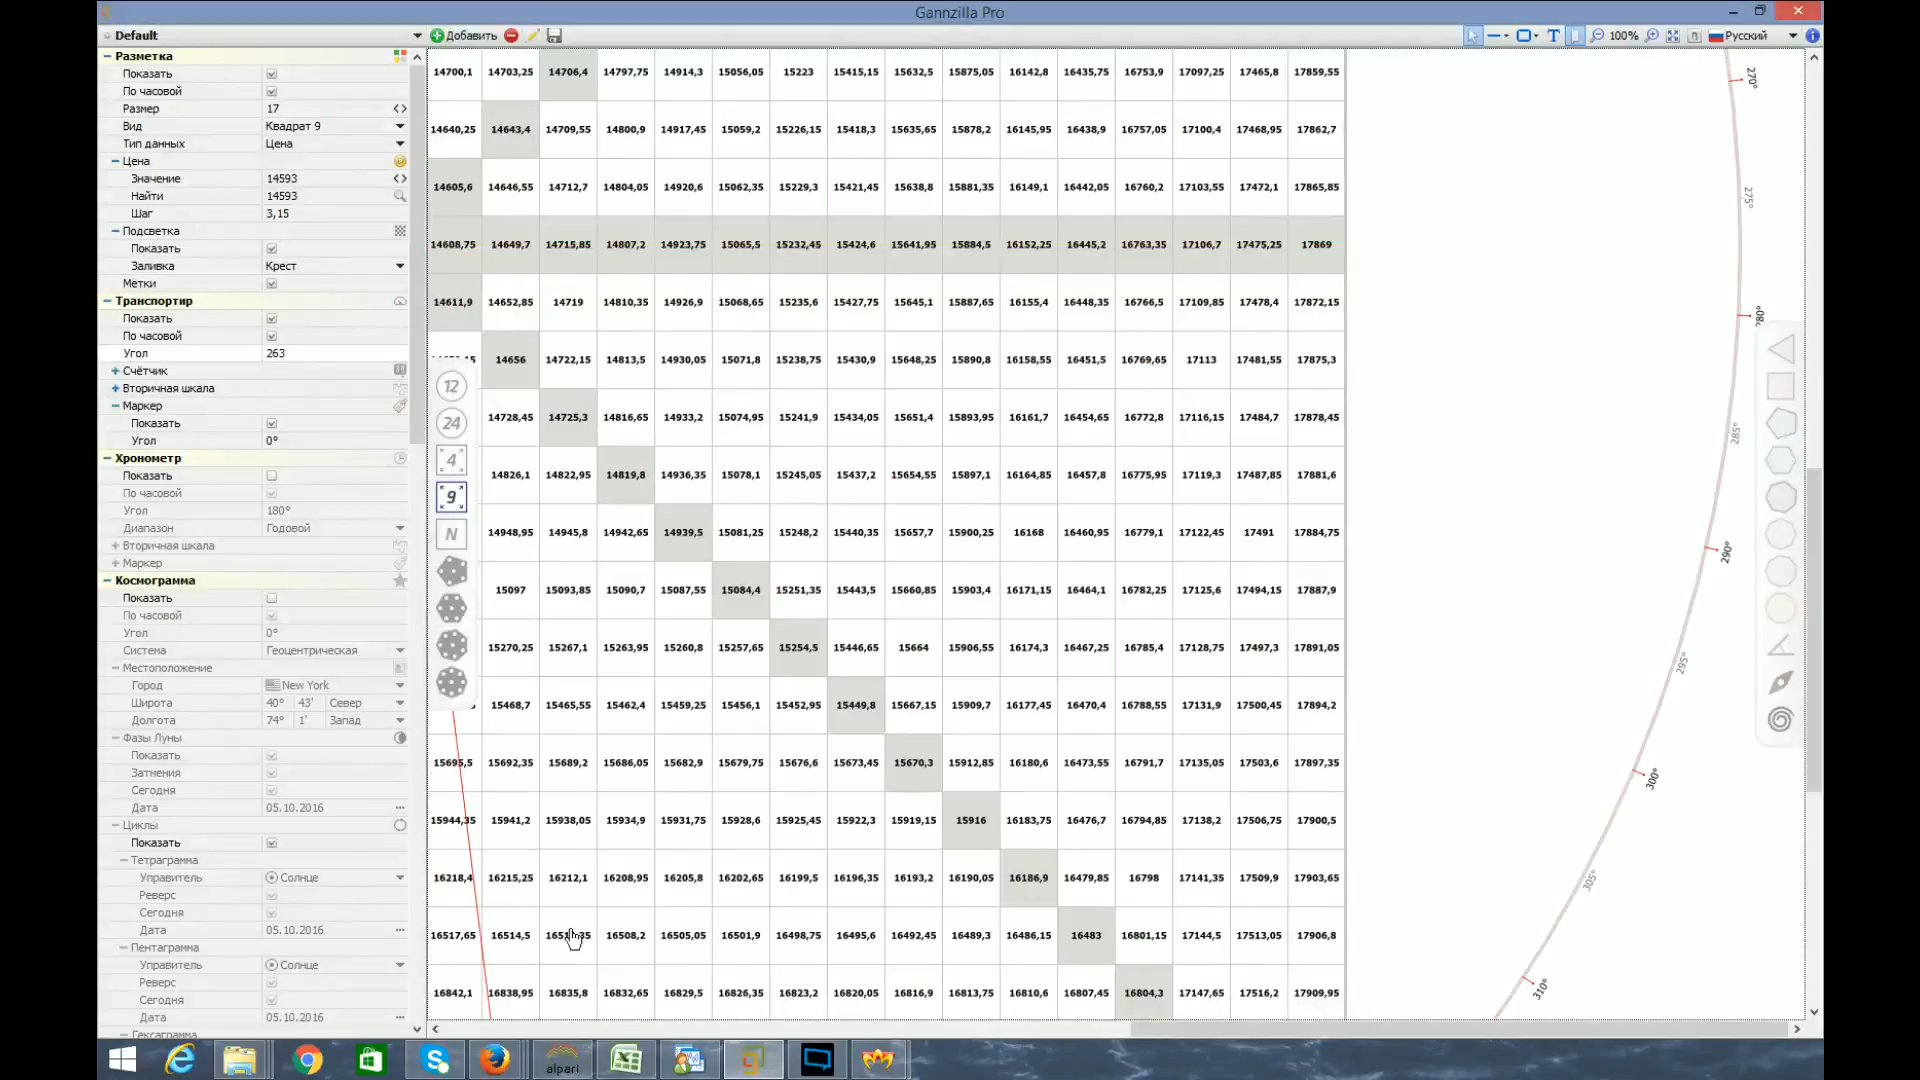 Gannzilla Pro
Default
Добавить
100%
Русский
Разметка
Показать
По часовой
Размер 17
Вид Квадрат 9
Тип данных Цена
Цена
Значение 14593
Найти 14593
Шаг 3,15
Подсветка
Показать
Заливка Крест
Метки
Транспортир
Показать
По часовой
Угол 263
Счётчик
Вторичная шкала
Маркер
Показать
Угол 0°
Хронометр
Показать
По часовой
Угол 180°
Диапазон Годовой
Вторичная шкала
Маркер
Космограмма
Показать
По часовой
Угол 0°
Система Геоцентрическая
Местоположение
Город New York
Широта 40° 43' Север
Долгота 74° 1' Запад
Фазы Луны
Показать
Затмения
Сегодня
Дата 05.10.2016
Циклы
Показать
Тетраграмма
Управитель Солнце
Реверс
Сегодня
Дата 05.10.2016
Пентаграмма
Управитель Солнце
Реверс
Сегодня
Дата 05.10.2016
Гексаграмма
14700,1 14703,25 14706,4 14797,75 14914,3 15056,05 15223 15415,15 15632,5 15875,05 16142,8 16435,75 16753,9 17097,25 17465,8 17859,55
14640,25 14643,4 14709,55 14800,9 14917,45 15059,2 15226,15 15418,3 15635,65 15878,2 16145,95 16438,9 16757,05 17100,4 17468,95 17862,7
14605,6 14646,55 14712,7 14804,05 14920,6 15062,35 15229,3 15421,45 15638,8 15881,35 16149,1 16442,05 16760,2 17103,55 17472,1 17865,85
14608,75 14649,7 14715,85 14807,2 14923,75 15065,5 15232,45 15424,6 15641,95 15884,5 16152,25 16445,2 16763,35 17106,7 17475,25 17869
14611,9 14652,85 14719 14810,35 14926,9 15068,65 15235,6 15427,75 15645,1 15887,65 16155,4 16448,35 16766,5 17109,85 17478,4 17872,15
14656 14722,15 14813,5 14930,05 15071,8 15238,75 15430,9 15648,25 15890,8 16158,55 16451,5 16769,65 17113 17481,55 17875,3
14728,45 14725,3 14816,65 14933,2 15074,95 15241,9 15434,05 15651,4 15893,95 16161,7 16454,65 16772,8 17116,15 17484,7 17878,45
14826,1 14822,95 14819,8 14936,35 15078,1 15245,05 15437,2 15654,55 15897,1 16164,85 16457,8 16775,95 17119,3 17487,85 17881,6
14948,95 14945,8 14942,65 14939,5 15081,25 15248,2 15440,35 15657,7 15900,25 16168 16460,95 16779,1 17122,45 17491 17884,75
15097 15093,85 15090,7 15087,55 15084,4 15251,35 15443,5 15660,85 15903,4 16171,15 16464,1 16782,25 17125,6 17494,15 17887,9
15270,25 15267,1 15263,95 15260,8 15257,65 15254,5 15446,65 15664 15906,55 16174,3 16467,25 16785,4 17128,75 17497,3 17891,05
15468,7 15465,55 15462,4 15459,25 15456,1 15452,95 15449,8 15667,15 15909,7 16177,45 16470,4 16788,55 17131,9 17500,45 17894,2
15695,5 15692,35 15689,2 15686,05 15682,9 15679,75 15676,6 15673,45 15670,3 15912,85 16180,6 16473,55 16791,7 17135,05 17503,6 17897,35
15944,35 15941,2 15938,05 15934,9 15931,75 15928,6 15925,45 15922,3 15919,15 15916 16183,75 16476,7 16794,85 17138,2 17506,75 17900,5
16218,4 16215,25 16212,1 16208,95 16205,8 16202,65 16199,5 16196,35 16193,2 16190,05 16186,9 16479,85 16798 17141,35 17509,9 17903,65
16517,65 16514,5 16508,2 16505,05 16501,9 16498,75 16495,6 16492,45 16489,3 16486,15 16483 16801,15 17144,5 17513,05 17906,8
16842,1 16838,95 16835,8 16832,65 16829,5 16826,35 16823,2 16820,05 16816,9 16813,75 16810,6 16807,45 16804,3 17147,65 17516,2 17909,95
12
24
4
9
N
270°
275°
280°
285°
290°
295°
300°
305°
310°
alpari